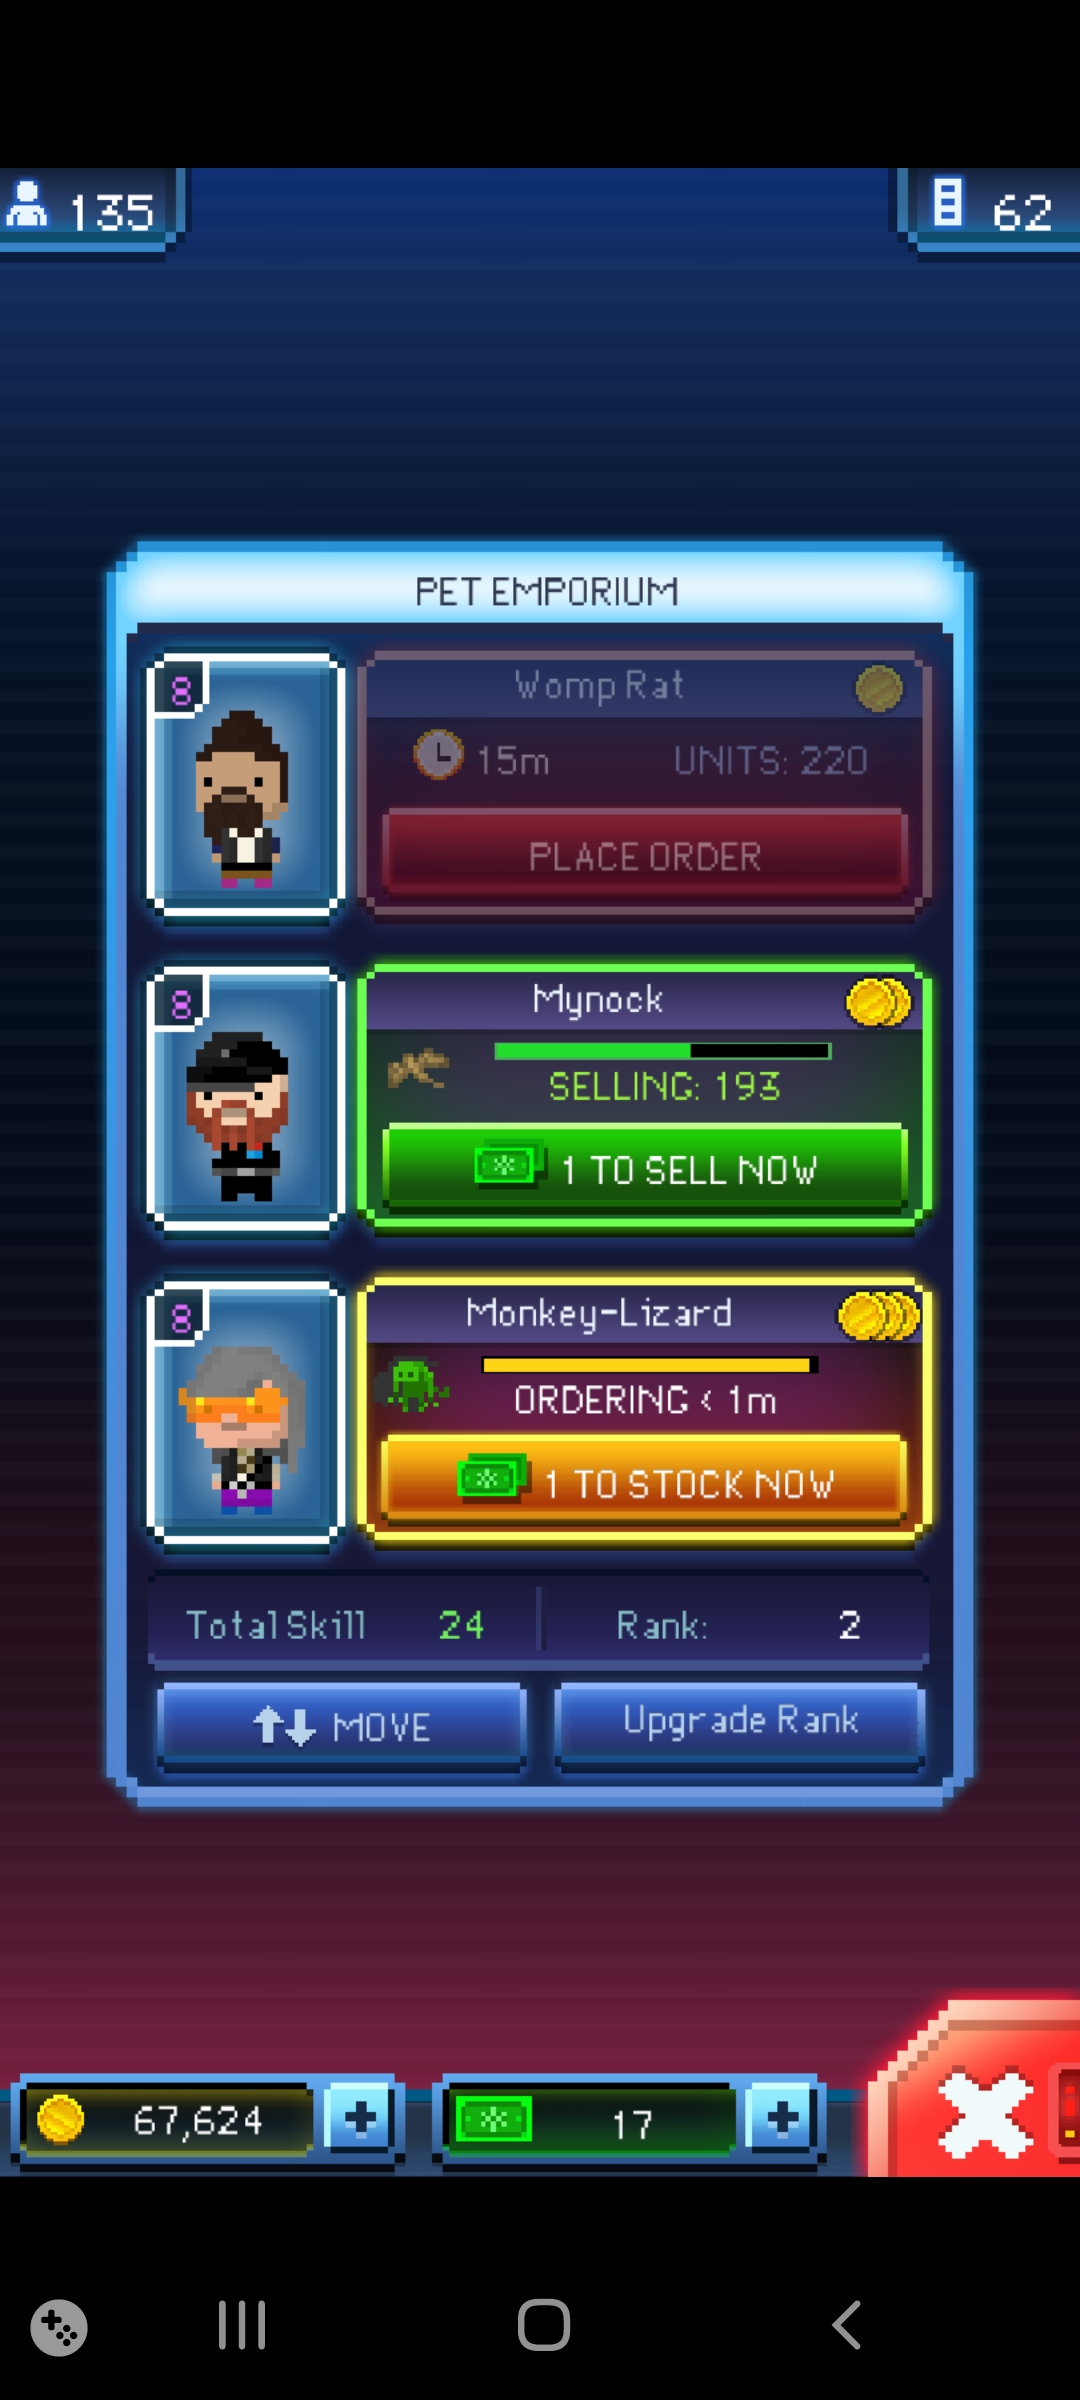 135
62
PET EMPORIUM
8
Womp Rat
15m UNITS: 220
PLACE ORDER
8
Mynock
SELLING: 193
1 TO SELL NOW
8
Monkey-Lizard
ORDERING < 1m
1 TO STOCK NOW
Total Skill 24 Rank: 2
MOVE Upgrade Rank
67,624 17